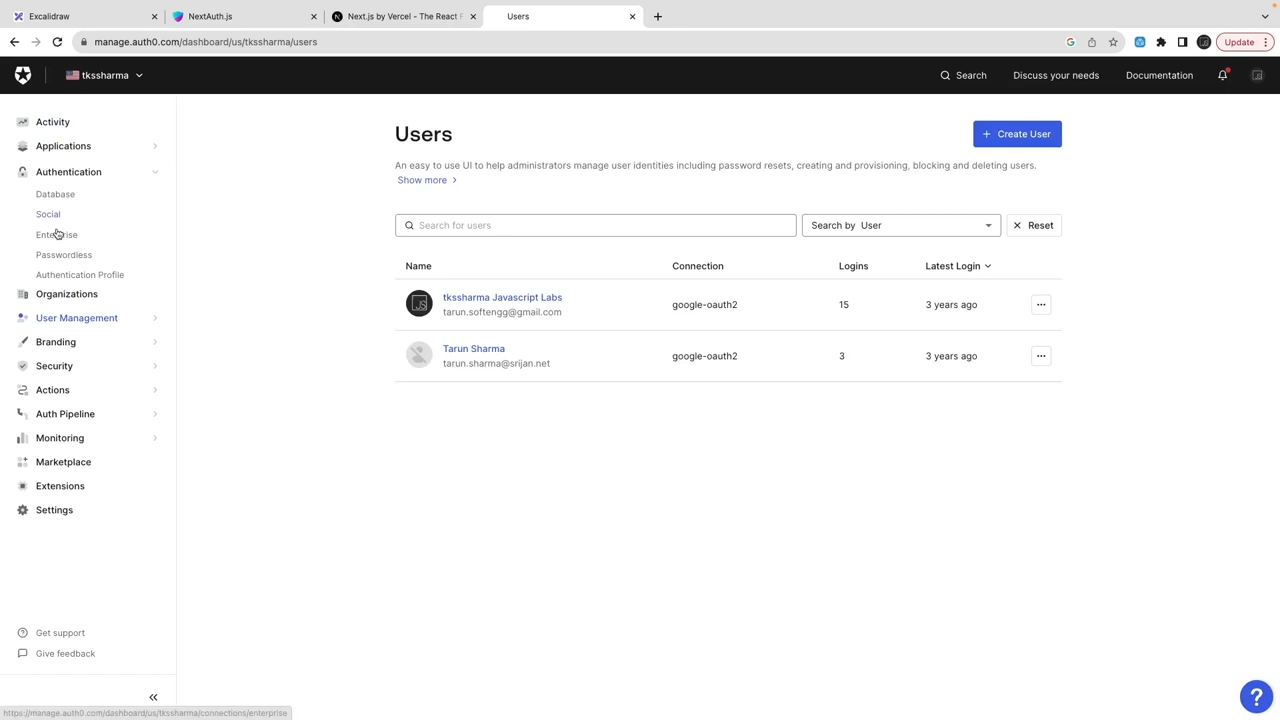 Excalidraw
NextAuth.js
Next.js by Vercel - The React F
Users
manage.auth0.com/dashboard/us/tkssharma/users
Update
tkssharma
Search
Discuss your needs
Documentation
Activity
Applications
Authentication
Database
Social
Enterprise
Passwordless
Authentication Profile
Organizations
User Management
Branding
Security
Actions
Auth Pipeline
Monitoring
Marketplace
Extensions
Settings
Get support
Give feedback
https://manage.auth0.com/dashboard/us/tkssharma/connections/enterprise
Users
+ Create User
An easy to use UI to help administrators manage user identities including password resets, creating and provisioning, blocking and deleting users.
Show more
Search for users
Search by User
Reset
Name Connection Logins Latest Login
tkssharma Javascript Labs
tarun.softengg@gmail.com
google-oauth2 15 3 years ago
Tarun Sharma
tarun.sharma@srijan.net
google-oauth2 3 3 years ago
JS
?